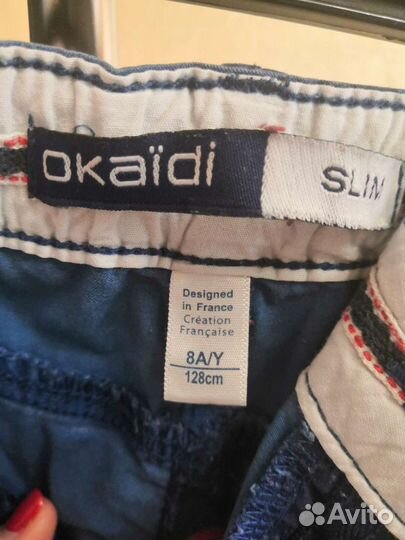 okaïdi
SLIM
Designed
in France
Création
Française
8A/Y
128cm
Avito